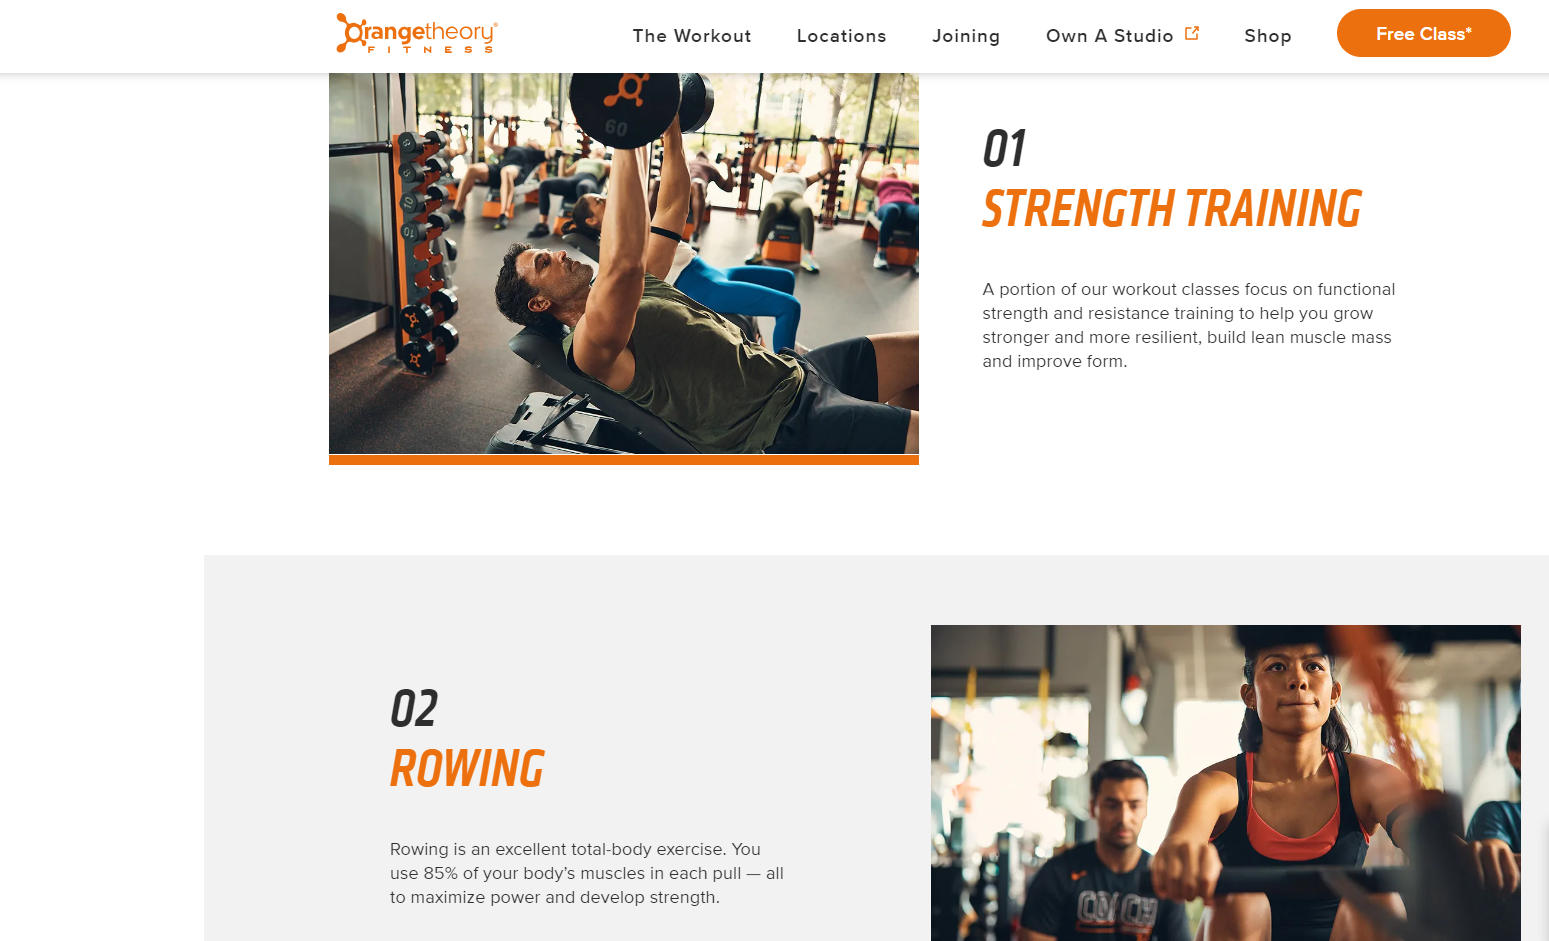 Orangetheory®
FITNESS
The Workout
Locations
Joining
Own A Studio
Shop
Free Class*
60
10
10
01
STRENGTH TRAINING
A portion of our workout classes focus on functional
strength and resistance training to help you grow
stronger and more resilient, build lean muscle mass
and improve form.
02
ROWING
Rowing is an excellent total-body exercise. You
use 85% of your body’s muscles in each pull — all
to maximize power and develop strength.
COACH